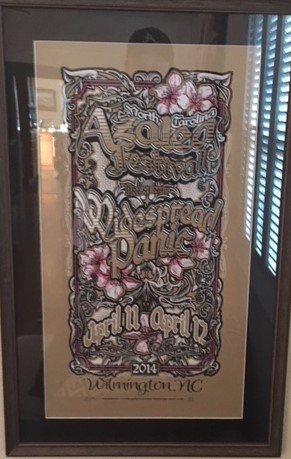 North Carolina
Azalea
Festival
Widespread
Panic
April 11 & April 12
2014
Wilmington, NC